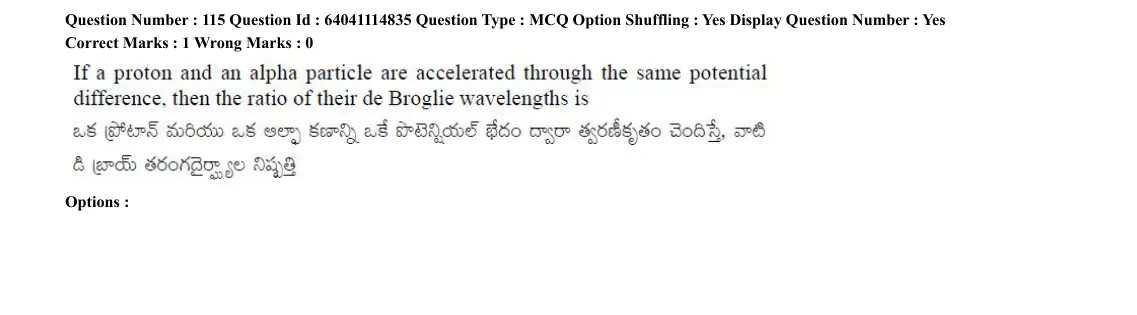 Question Number : 115 Question Id : 64041114835 Question Type : MCQ Option Shuffling : Yes Display Question Number : Yes
Correct Marks : 1 Wrong Marks : 0
If a proton and an alpha particle are accelerated through the same potential
difference, then the ratio of their de Broglie wavelengths is
ఒక ప్రోటాన్ మరియు ఒక ఆల్ఫా కణాన్ని ఒకే పొటెన్షియల్ భేదం ద్వారా త్వరణీకృతం చెందిస్తే, వాటి
డి బ్రాయ్ తరంగదైర్ఘ్యాల నిష్పత్తి
Options :